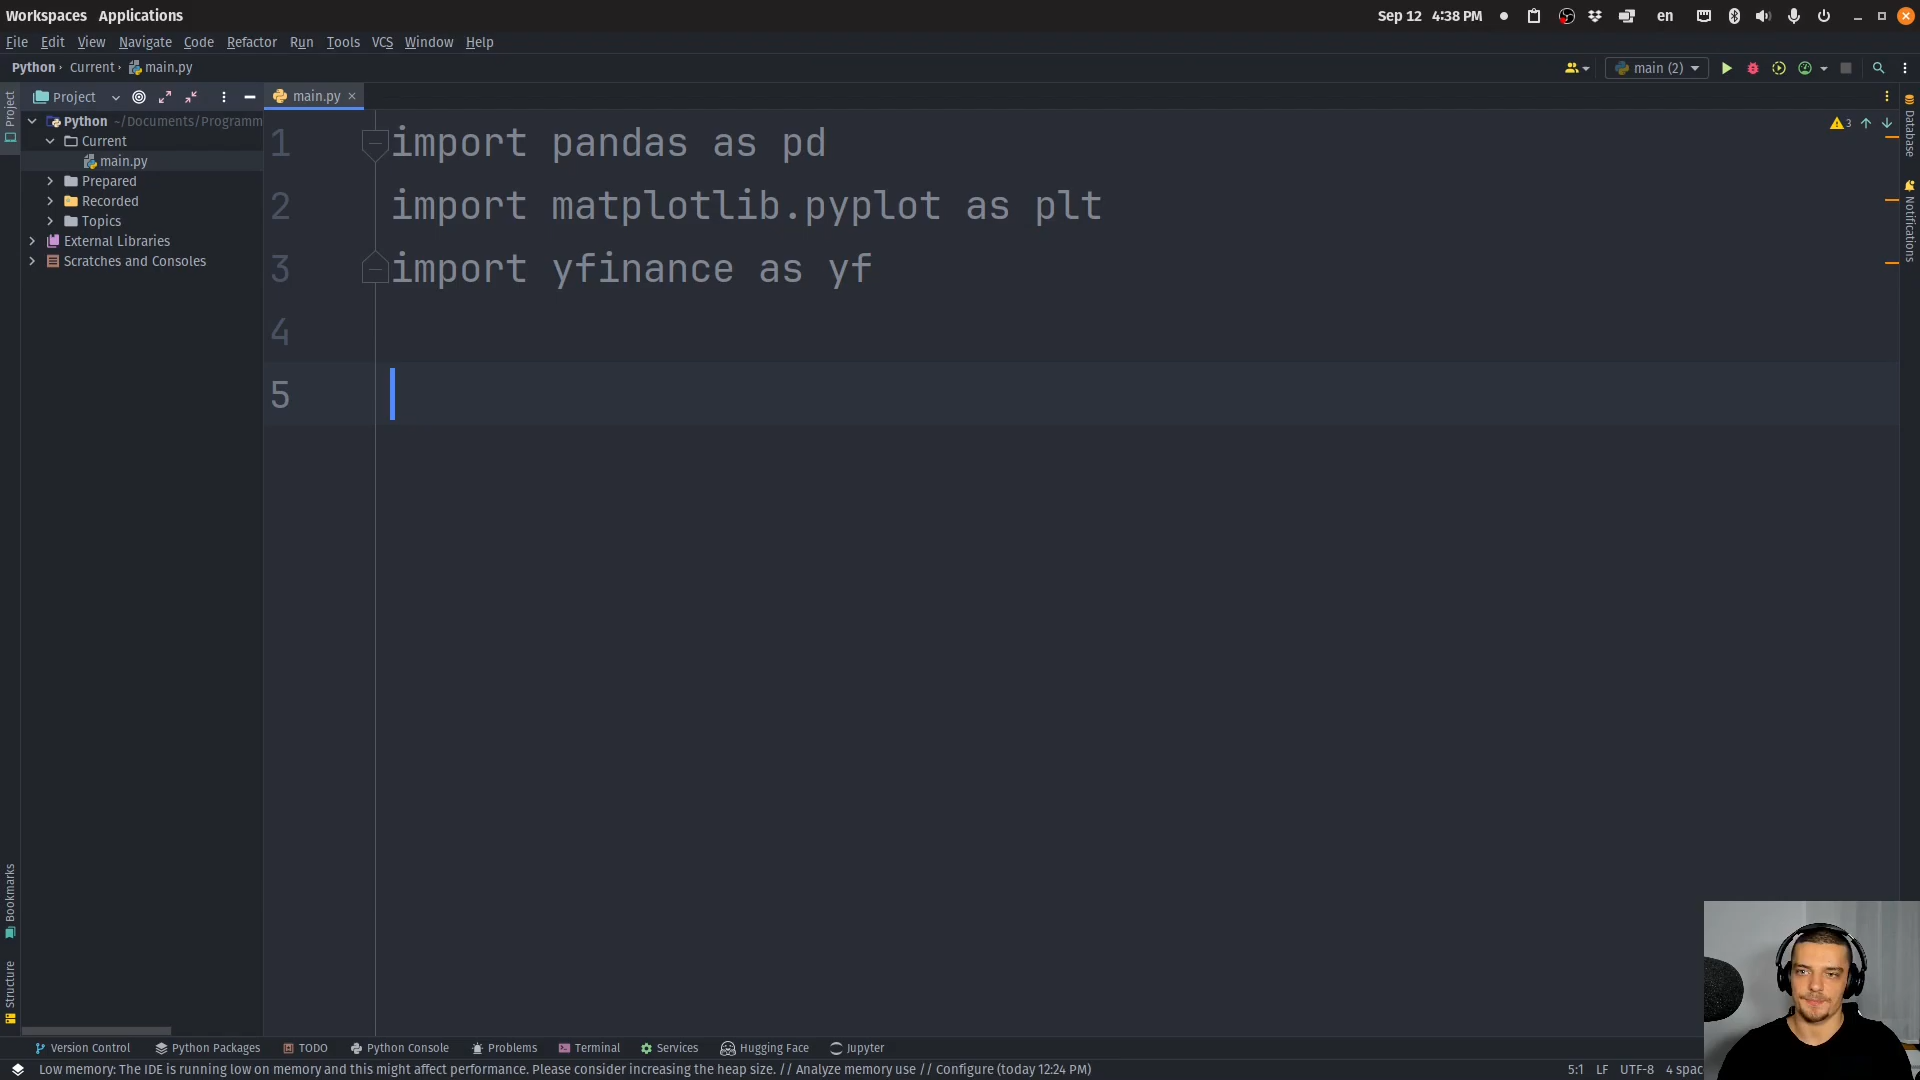 Workspaces Applications
Sep 12 4:38 PM
en
File Edit View Navigate Code Refactor Run Tools VCS Window Help
Python Current main.py
main (2)
Project
main.py
3
Project
Python ~/Documents/Programm
Current
main.py
Prepared
Recorded
Topics
External Libraries
Scratches and Consoles
1 import pandas as pd
2 import matplotlib.pyplot as plt
3 import yfinance as yf
4
5
Database
Notifications
Bookmarks
Structure
Version Control Python Packages TODO Python Console Problems Terminal Services Hugging Face Jupyter
Low memory: The IDE is running low on memory and this might affect performance. Please consider increasing the heap size. // Analyze memory use // Configure (today 12:24 PM)
5:1 LF UTF-8 4 spac